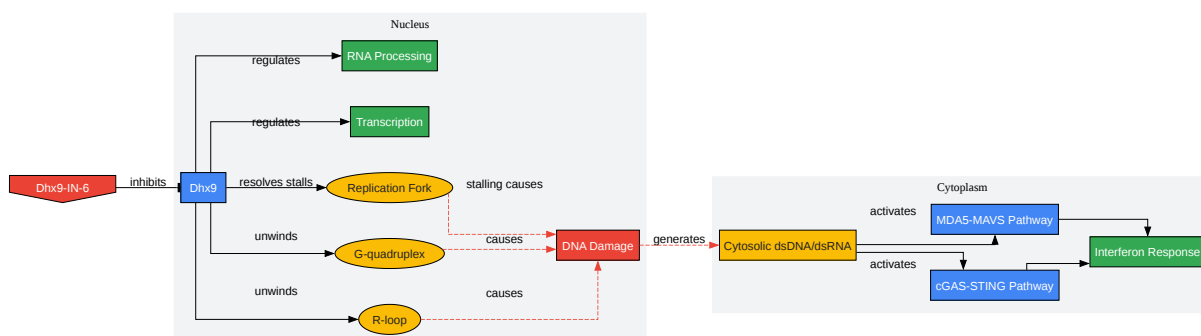 Nucleus
RNA Processing
regulates
Transcription
regulates
Dhx9-IN-6
inhibits
Dhx9
resolves stalls
Replication Fork
stalling causes
unwinds
G-quadruplex
causes
DNA Damage
generates
unwinds
R-loop
causes
Cytoplasm
Cytosolic dsDNA/dsRNA
activates
MDA5-MAVS Pathway
activates
cGAS-STING Pathway
Interferon Response